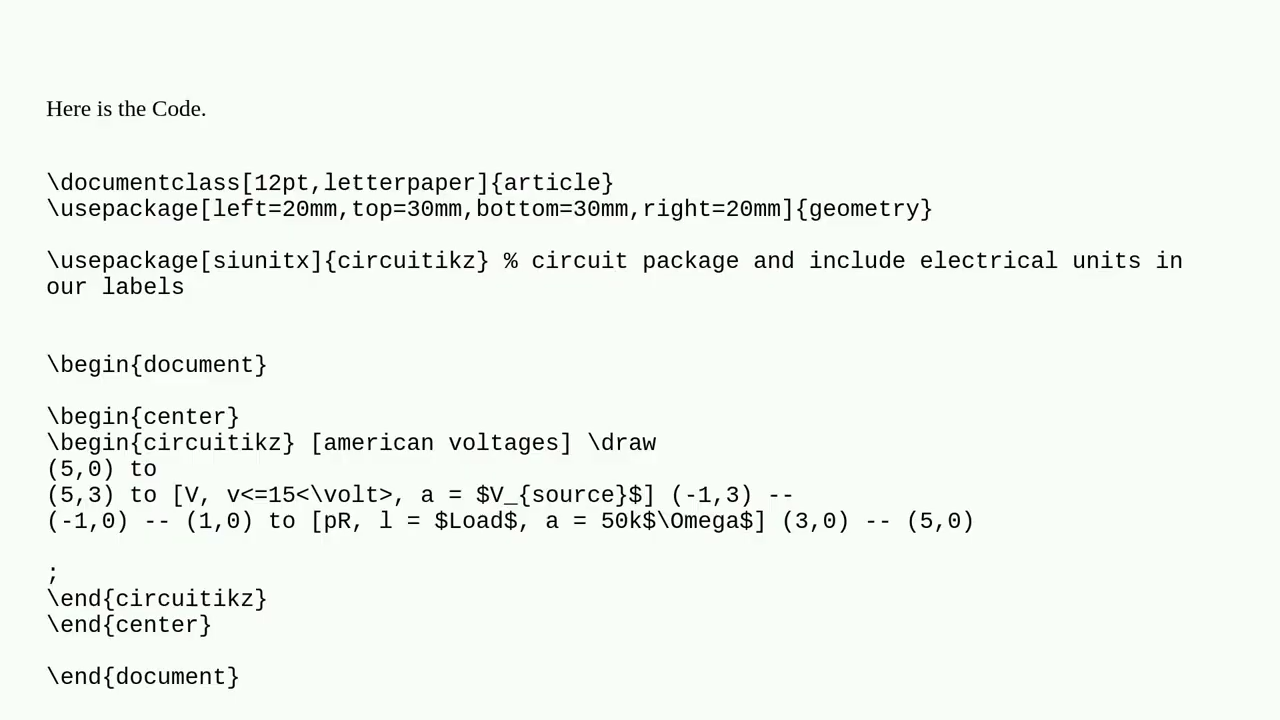 Here is the Code.
\documentclass[12pt,letterpaper]{article}
\usepackage[left=20mm,top=30mm,bottom=30mm,right=20mm]{geometry}
\usepackage[siunitx]{circuitikz} % circuit package and include electrical units in
our labels
\begin{document}
\begin{center}
\begin{circuitikz} [american voltages] \draw
(5,0) to
(5,3) to [V, v<=15<\volt>, a = $V_{source}$] (-1,3) --
(-1,0) -- (1,0) to [pR, l = $Load$, a = 50k$\Omega$] (3,0) -- (5,0)
;
\end{circuitikz}
\end{center}
\end{document}